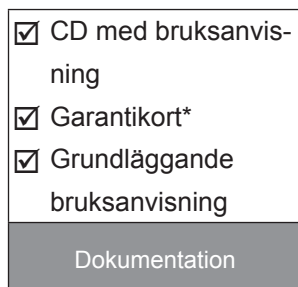 ☑ CD med bruksanvis-
ning
☑ Garantikort*
☑ Grundläggande
bruksanvisning
Dokumentation